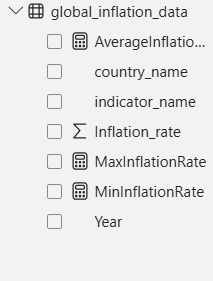 global_inflation_data
AverageInflatio...
country_name
indicator_name
Inflation_rate
MaxInflationRate
MinInflationRate
Year